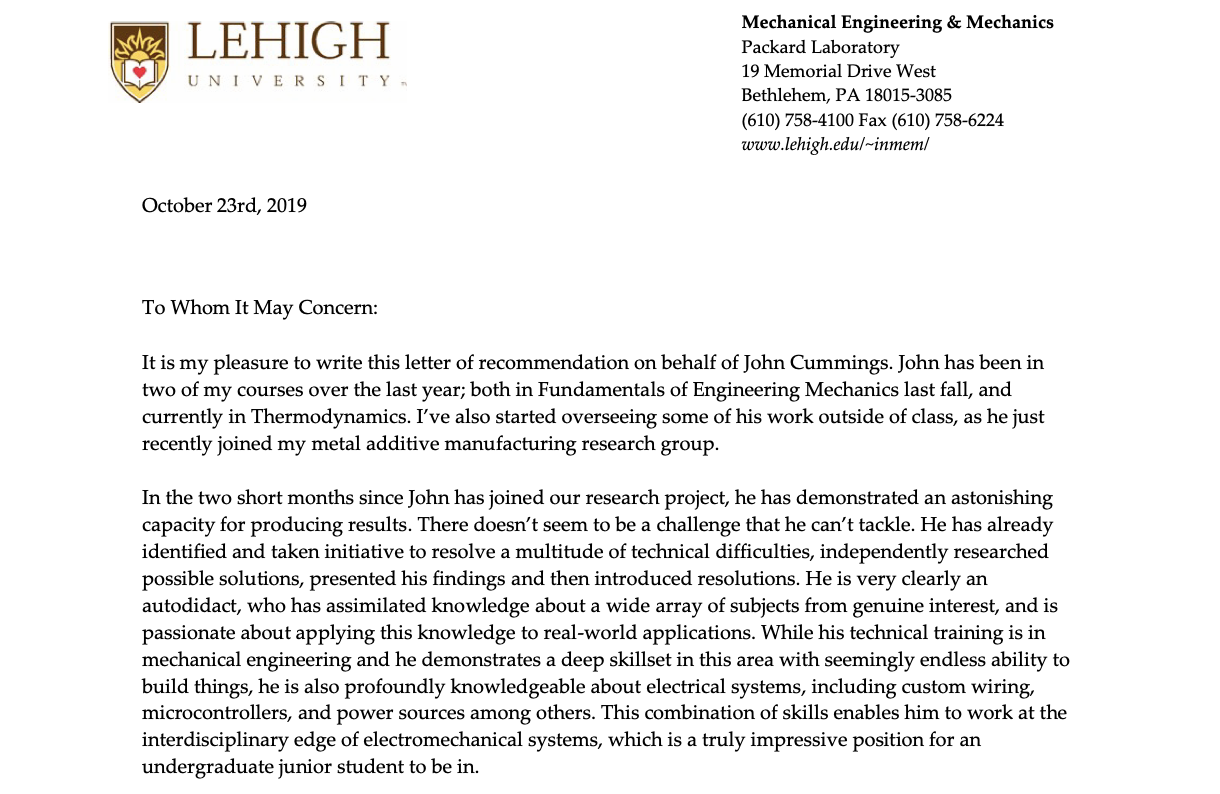 LEHIGH
UNIVERSITY
Mechanical Engineering & Mechanics
Packard Laboratory
19 Memorial Drive West
Bethlehem, PA 18015-3085
(610) 758-4100 Fax (610) 758-6224
www.lehigh.edu/~inmem/
October 23rd, 2019
To Whom It May Concern:
It is my pleasure to write this letter of recommendation on behalf of John Cummings. John has been in
two of my courses over the last year; both in Fundamentals of Engineering Mechanics last fall, and
currently in Thermodynamics. I’ve also started overseeing some of his work outside of class, as he just
recently joined my metal additive manufacturing research group.
In the two short months since John has joined our research project, he has demonstrated an astonishing
capacity for producing results. There doesn’t seem to be a challenge that he can’t tackle. He has already
identified and taken initiative to resolve a multitude of technical difficulties, independently researched
possible solutions, presented his findings and then introduced resolutions. He is very clearly an
autodidact, who has assimilated knowledge about a wide array of subjects from genuine interest, and is
passionate about applying this knowledge to real-world applications. While his technical training is in
mechanical engineering and he demonstrates a deep skillset in this area with seemingly endless ability to
build things, he is also profoundly knowledgeable about electrical systems, including custom wiring,
microcontrollers, and power sources among others. This combination of skills enables him to work at the
interdisciplinary edge of electromechanical systems, which is a truly impressive position for an
undergraduate junior student to be in.